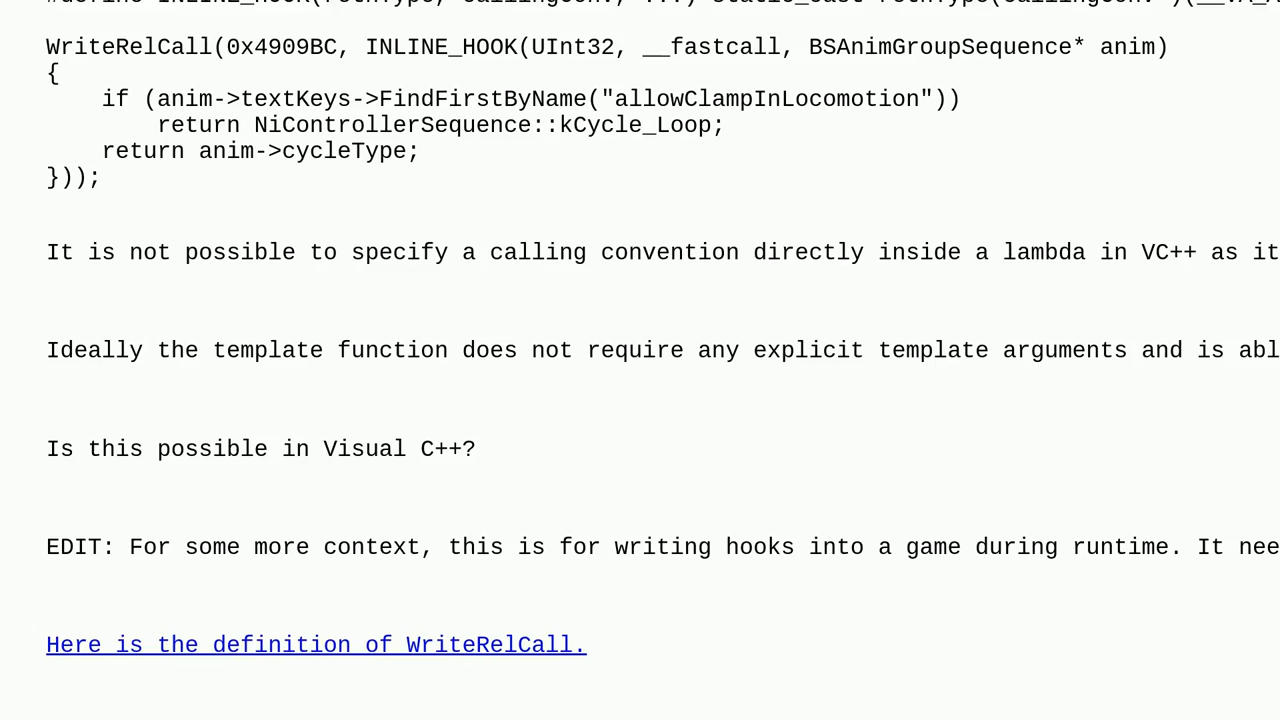 WriteRelCall(0x4909BC, INLINE_HOOK(UInt32, __fastcall, BSAnimGroupSequence* anim)
{
    if (anim->textKeys->FindFirstByName("allowClampInLocomotion"))
        return NiControllerSequence::kCycle_Loop;
    return anim->cycleType;
}));
It is not possible to specify a calling convention directly inside a lambda in VC++ as it
Ideally the template function does not require any explicit template arguments and is abl
Is this possible in Visual C++?
EDIT: For some more context, this is for writing hooks into a game during runtime. It nee
Here is the definition of WriteRelCall.